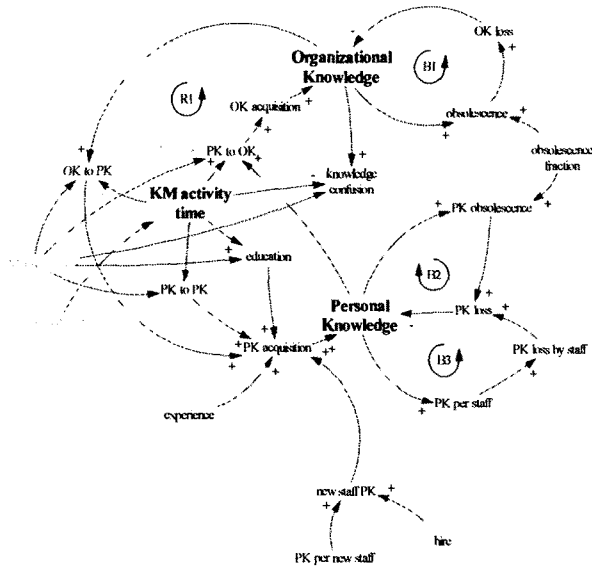 OK loss
Organizational
Knowledge
B1
R1
OK acquisition
obsolescence
PK to OK
obsolescence
fraction
OK to PK
knowledge
confusion
KM activity
time
PK obsolescence
education
B2
PK to PK
Personal
Knowledge
PK loss
PK acquisition
B3
PK loss by staff
PK per staff
experience
new staff PK
hire
PK per new staff